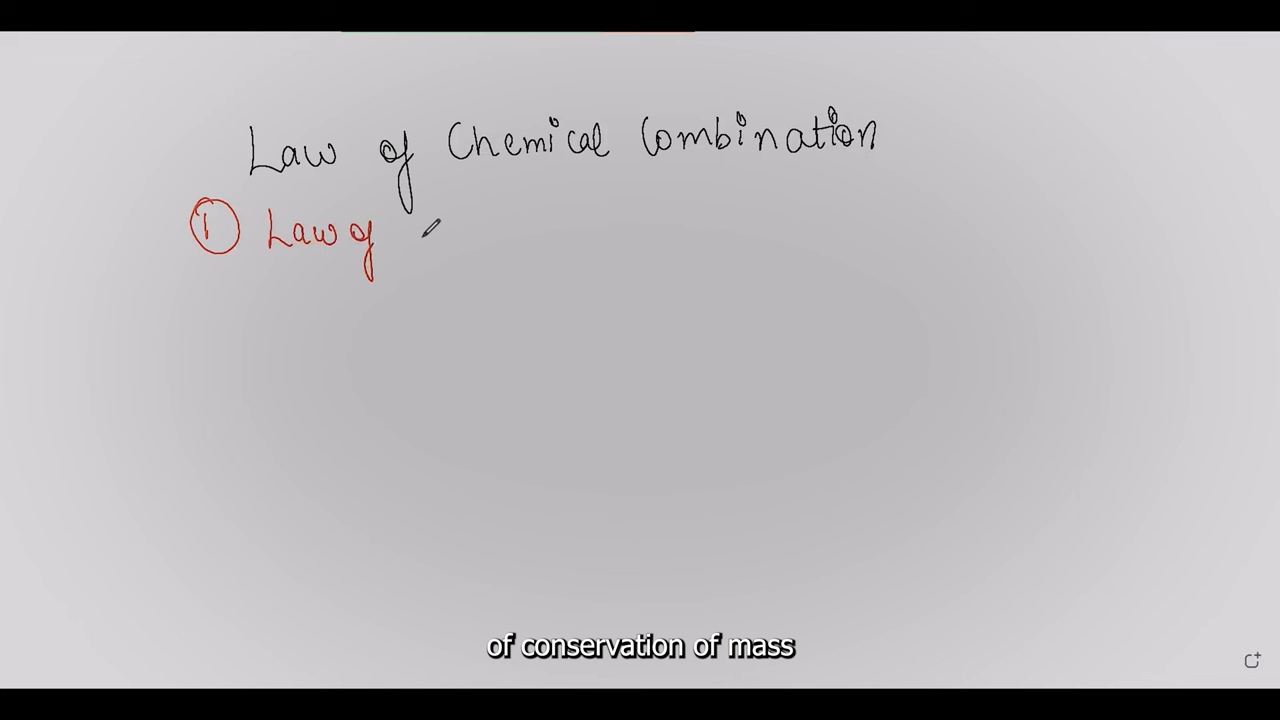 Law of Chemical Combination
① Law of
of conservation of mass